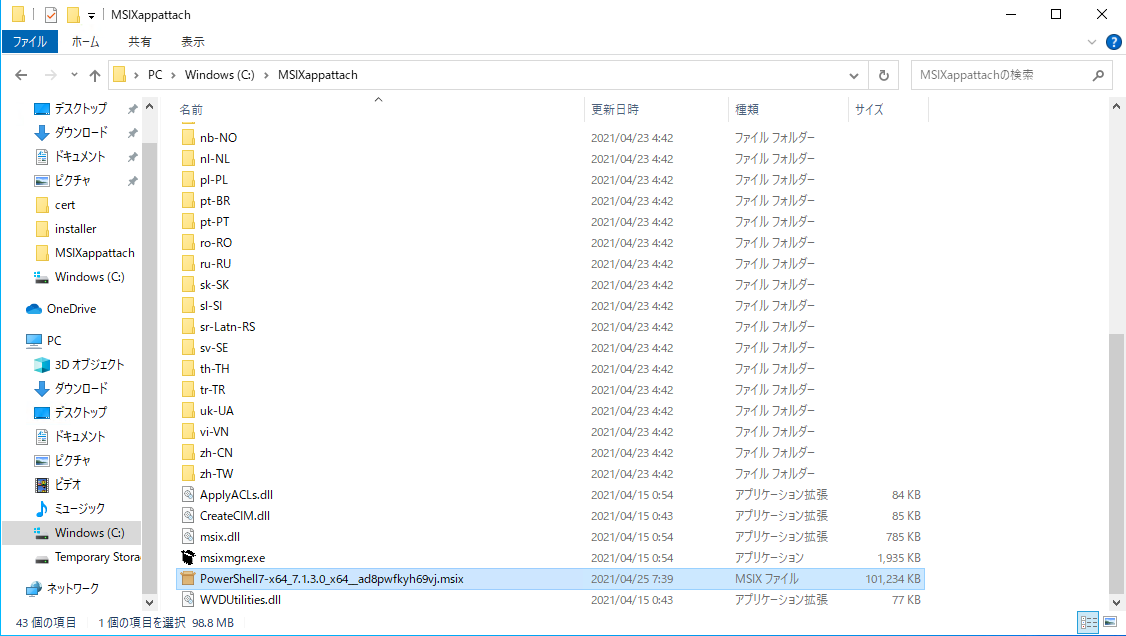 MSIXappattach
ファイル ホーム 共有 表示
PC Windows (C:) MSIXappattach MSIXappattachの検索
名前 更新日時 種類 サイズ
デスクトップ
ダウンロード
ドキュメント
ピクチャ
cert
installer
MSIXappattach
Windows (C:)
OneDrive
PC
3D オブジェクト
ダウンロード
デスクトップ
ドキュメント
ピクチャ
ビデオ
ミュージック
Windows (C:)
Temporary Stora
ネットワーク
nb-NO 2021/04/23 4:42 ファイル フォルダー
nl-NL 2021/04/23 4:42 ファイル フォルダー
pl-PL 2021/04/23 4:42 ファイル フォルダー
pt-BR 2021/04/23 4:42 ファイル フォルダー
pt-PT 2021/04/23 4:42 ファイル フォルダー
ro-RO 2021/04/23 4:42 ファイル フォルダー
ru-RU 2021/04/23 4:42 ファイル フォルダー
sk-SK 2021/04/23 4:42 ファイル フォルダー
sl-SI 2021/04/23 4:42 ファイル フォルダー
sr-Latn-RS 2021/04/23 4:42 ファイル フォルダー
sv-SE 2021/04/23 4:42 ファイル フォルダー
th-TH 2021/04/23 4:42 ファイル フォルダー
tr-TR 2021/04/23 4:42 ファイル フォルダー
uk-UA 2021/04/23 4:42 ファイル フォルダー
vi-VN 2021/04/23 4:42 ファイル フォルダー
zh-CN 2021/04/23 4:42 ファイル フォルダー
zh-TW 2021/04/23 4:42 ファイル フォルダー
ApplyACLs.dll 2021/04/15 0:54 アプリケーション拡張 84 KB
CreateCIM.dll 2021/04/15 0:43 アプリケーション拡張 85 KB
msix.dll 2021/04/15 0:54 アプリケーション拡張 785 KB
msixmgr.exe 2021/04/15 0:54 アプリケーション 1,935 KB
PowerShell7-x64_7.1.3.0_x64__ad8pwfkyh69vj.msix 2021/04/25 7:39 MSIX ファイル 101,234 KB
WVDUtilities.dll 2021/04/15 0:43 アプリケーション拡張 77 KB
43 個の項目 1 個の項目を選択 98.8 MB